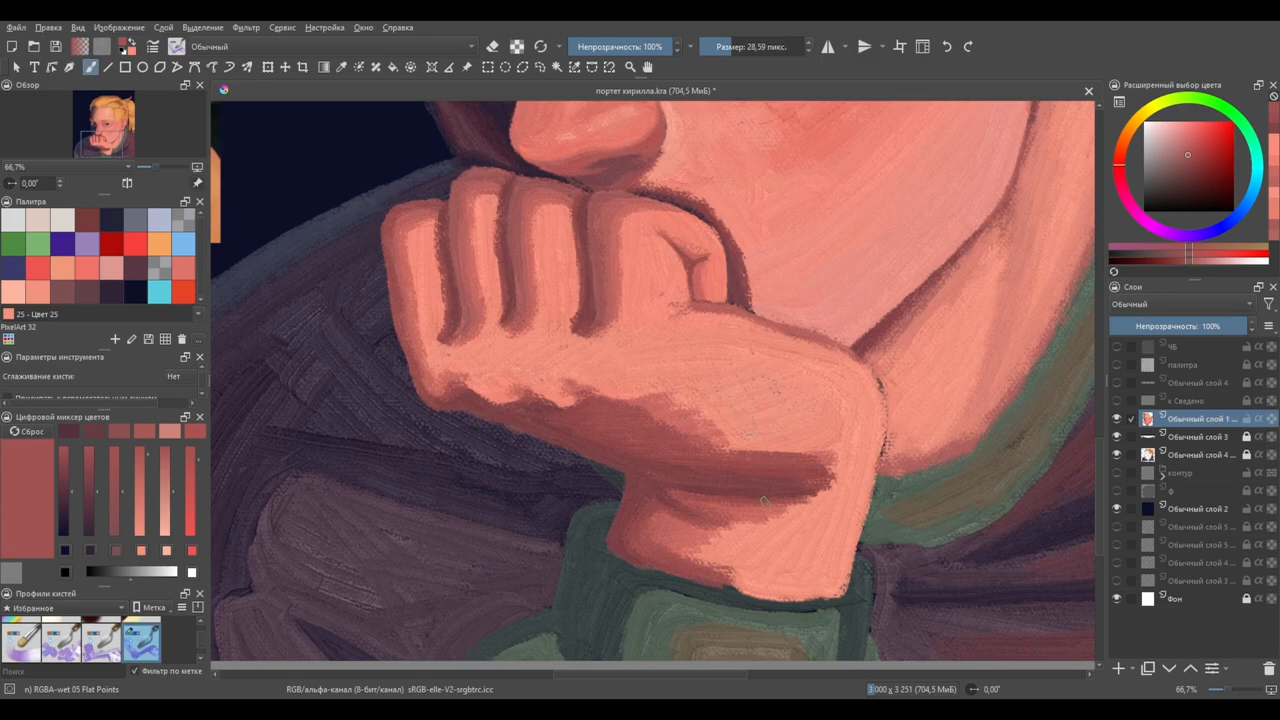 Файл Правка Вид Изображение Слой Выделение Фильтр Сервис Настройка Окно Справка
Обычный
Непрозрачность: 100%
Размер: 28,59 пикс.
Обзор
портет кирилла.kra (704,5 МиБ) *
Расширенный выбор цвета
66,7%
0,00°
Палитра
Слои
Обычный
Непрозрачность: 100%
25 - Цвет 25
PixelArt 32
ЧБ
Параметры инструмента
палитра
Сглаживание кисти: Нет
Обычный слой 4
к Сведено
Цифровой миксер цветов
Обычный слой 1 ...
Сброс
Обычный слой 3
Обычный слой 4 ...
контур
ф
Обычный слой 2
Обычный слой 5 ...
Обычный слой 5 ...
Обычный слой 4 ...
Обычный слой 3 ...
Профили кистей
Фон
Избранное
Метка
Поиск
Фильтр по метке
n) RGBA-wet 05 Flat Points
RGB/альфа-канал (8-бит/канал) sRGB-elle-V2-srgbtrc.icc
3 000 x 3 251 (704,5 МиБ)
0,00°
66,7%